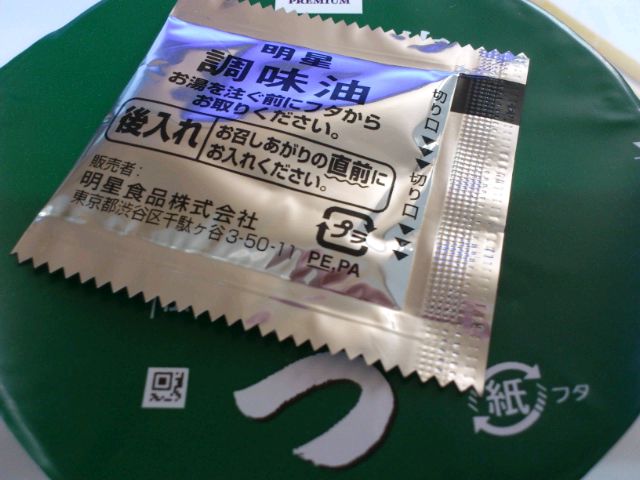 PREMIUM
明星
調味油
お湯を注ぐ前にフタから
お取りください。
後入れ
お召しあがりの直前に
お入れください。
販売者:
明星食品株式会社
東京都渋谷区千駄ケ谷3-50-11
プラ
PE,PA
切り口
切り口
つ
紙
フタ